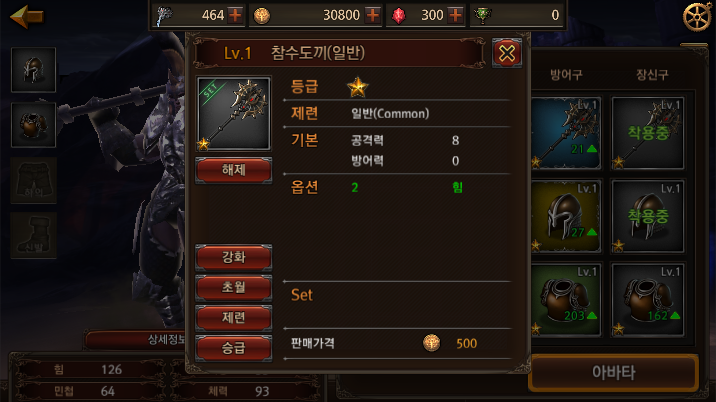 464 30800 300 0
Lv.1 참수도끼(일반)
방어구 장신구
SET
등급
제련 일반(Common)
기본 공격력 8
방어력 0
옵션 2 힘
해제
강화
초월
제련
승급
Set
판매가격 500
Lv.1 Lv.1
21 착용중
Lv.1 Lv.1
27 착용중
Lv.1 Lv.1
203 162
상세정보
힘 126
민첩 64 체력 93
아바타